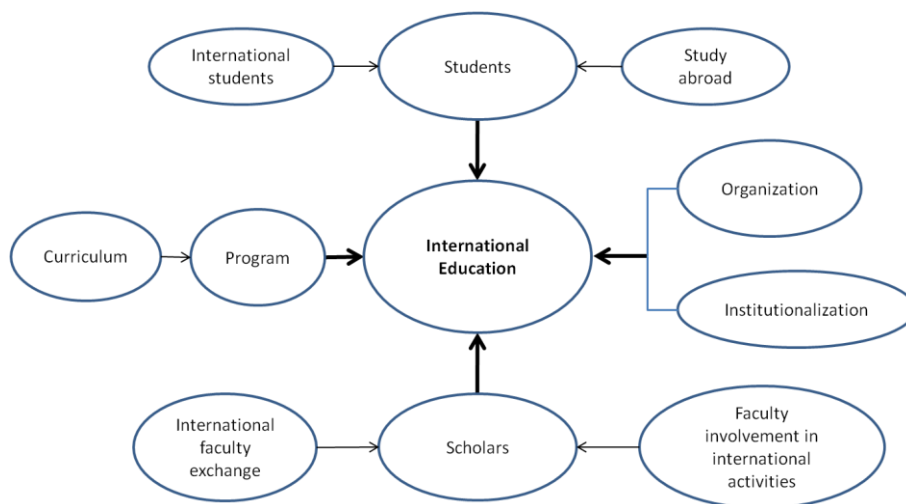 International
students
Students
Study
abroad
Organization
Curriculum
Program
International
Education
Institutionalization
International
faculty
exchange
Scholars
Faculty
involvement in
international
activities